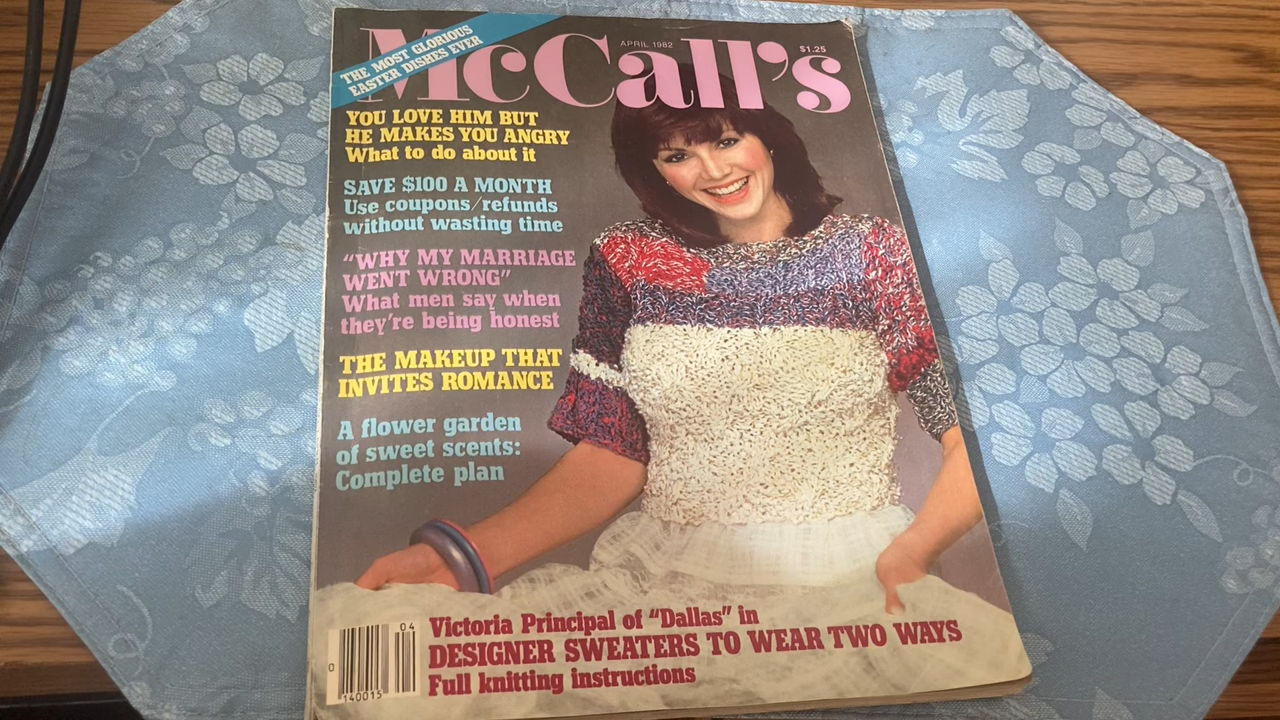 THE MOST GLORIOUS
EASTER DISHES EVER
McCall's
APRIL 1982
$1.25
YOU LOVE HIM BUT
HE MAKES YOU ANGRY
What to do about it
SAVE $100 A MONTH
Use coupons/refunds
without wasting time
"WHY MY MARRIAGE
WENT WRONG"
What men say when
they're being honest
THE MAKEUP THAT
INVITES ROMANCE
A flower garden
of sweet scents:
Complete plan
Victoria Principal of "Dallas" in
DESIGNER SWEATERS TO WEAR TWO WAYS
Full knitting instructions
04
0
140015